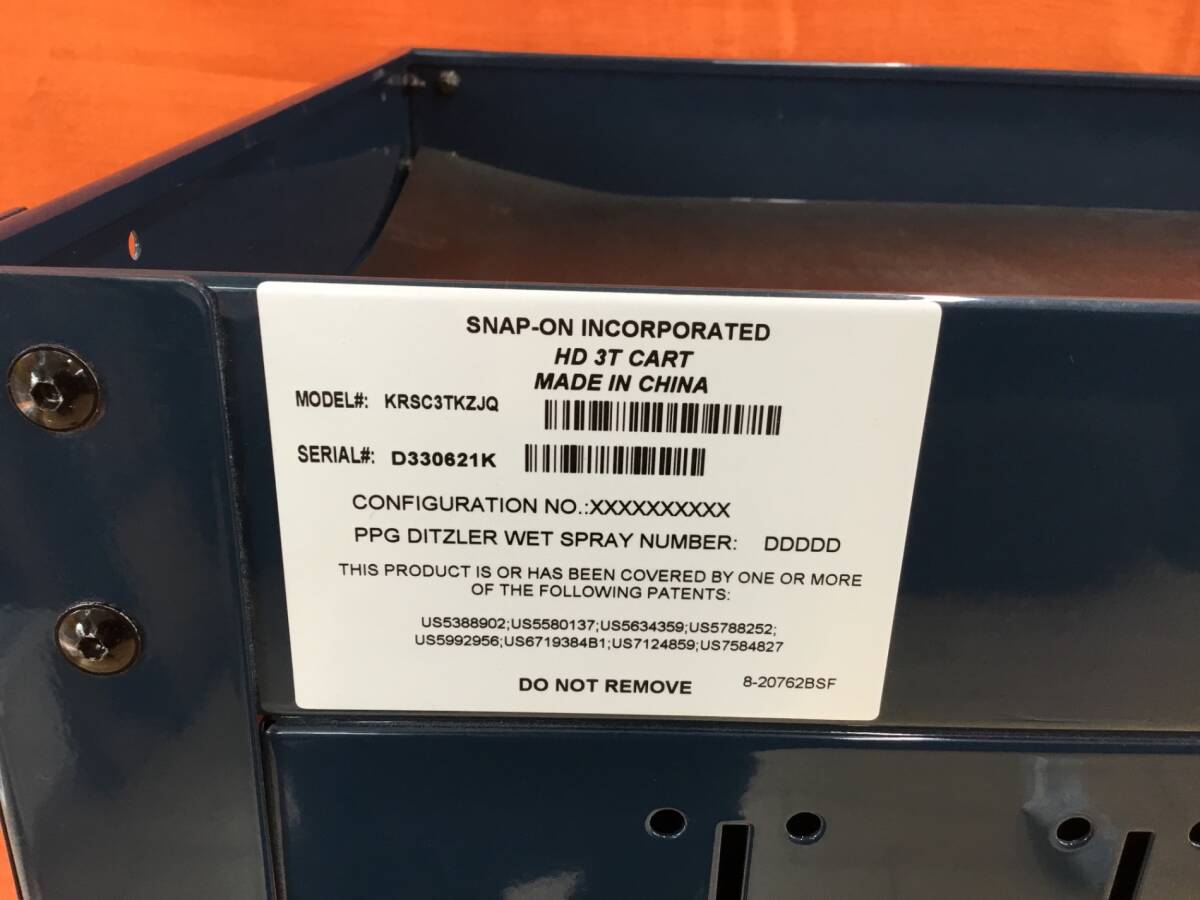 SNAP-ON INCORPORATED
HD 3T CART
MADE IN CHINA
MODEL#: KRSC3TKZJQ
SERIAL#: D330621K
CONFIGURATION NO.:XXXXXXXXXX
PPG DITZLER WET SPRAY NUMBER: DDDDD
THIS PRODUCT IS OR HAS BEEN COVERED BY ONE OR MORE
OF THE FOLLOWING PATENTS:
US5388902;US5580137;US5634359;US5788252;
US5992956;US6719384B1;US7124859;US7584827
DO NOT REMOVE 8-20762BSF